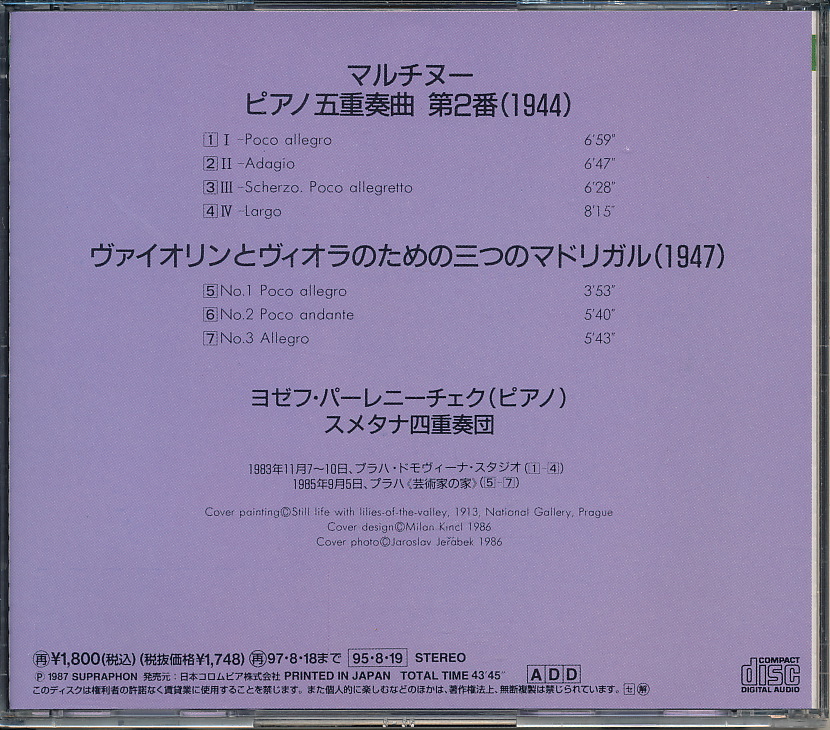 マルチヌー
ピアノ五重奏曲 第2番(1944)
1 I -Poco allegro 6'59"
2 II -Adagio 6'47"
3 III -Scherzo. Poco allegretto 6'28"
4 IV -Largo 8'15"
ヴァイオリンとヴィオラのための三つのマドリガル(1947)
5 No.1 Poco allegro 3'53"
6 No.2 Poco andante 5'40"
7 No.3 Allegro 5'43"
ヨゼフ・パーレニーチェク(ピアノ)
スメタナ四重奏団
1983年11月7〜10日、プラハ・ドモヴィーナ・スタジオ(1-4)
1985年9月5日、プラハ《芸術家の家》(5-7)
Cover painting©Still life with lilies-of-the-valley, 1913, National Gallery, Prague
Cover design©Milan Kincl 1986
Cover photo©Jaroslav Jeřábek 1986
再¥1,800(税込)(税抜価格¥1,748) 再97・8・18まで 95・8・19 STEREO
℗ 1987 SUPRAPHON 発売元:日本コロムビア株式会社 PRINTED IN JAPAN TOTAL TIME 43'45" ADD
このディスクは権利者の許諾なく賃貸業に使用することを禁じます。また個人的に楽しむなどのほかは、著作権法上、無断複製は禁じられています。 セ 解
COMPACT
disc
DIGITAL AUDIO